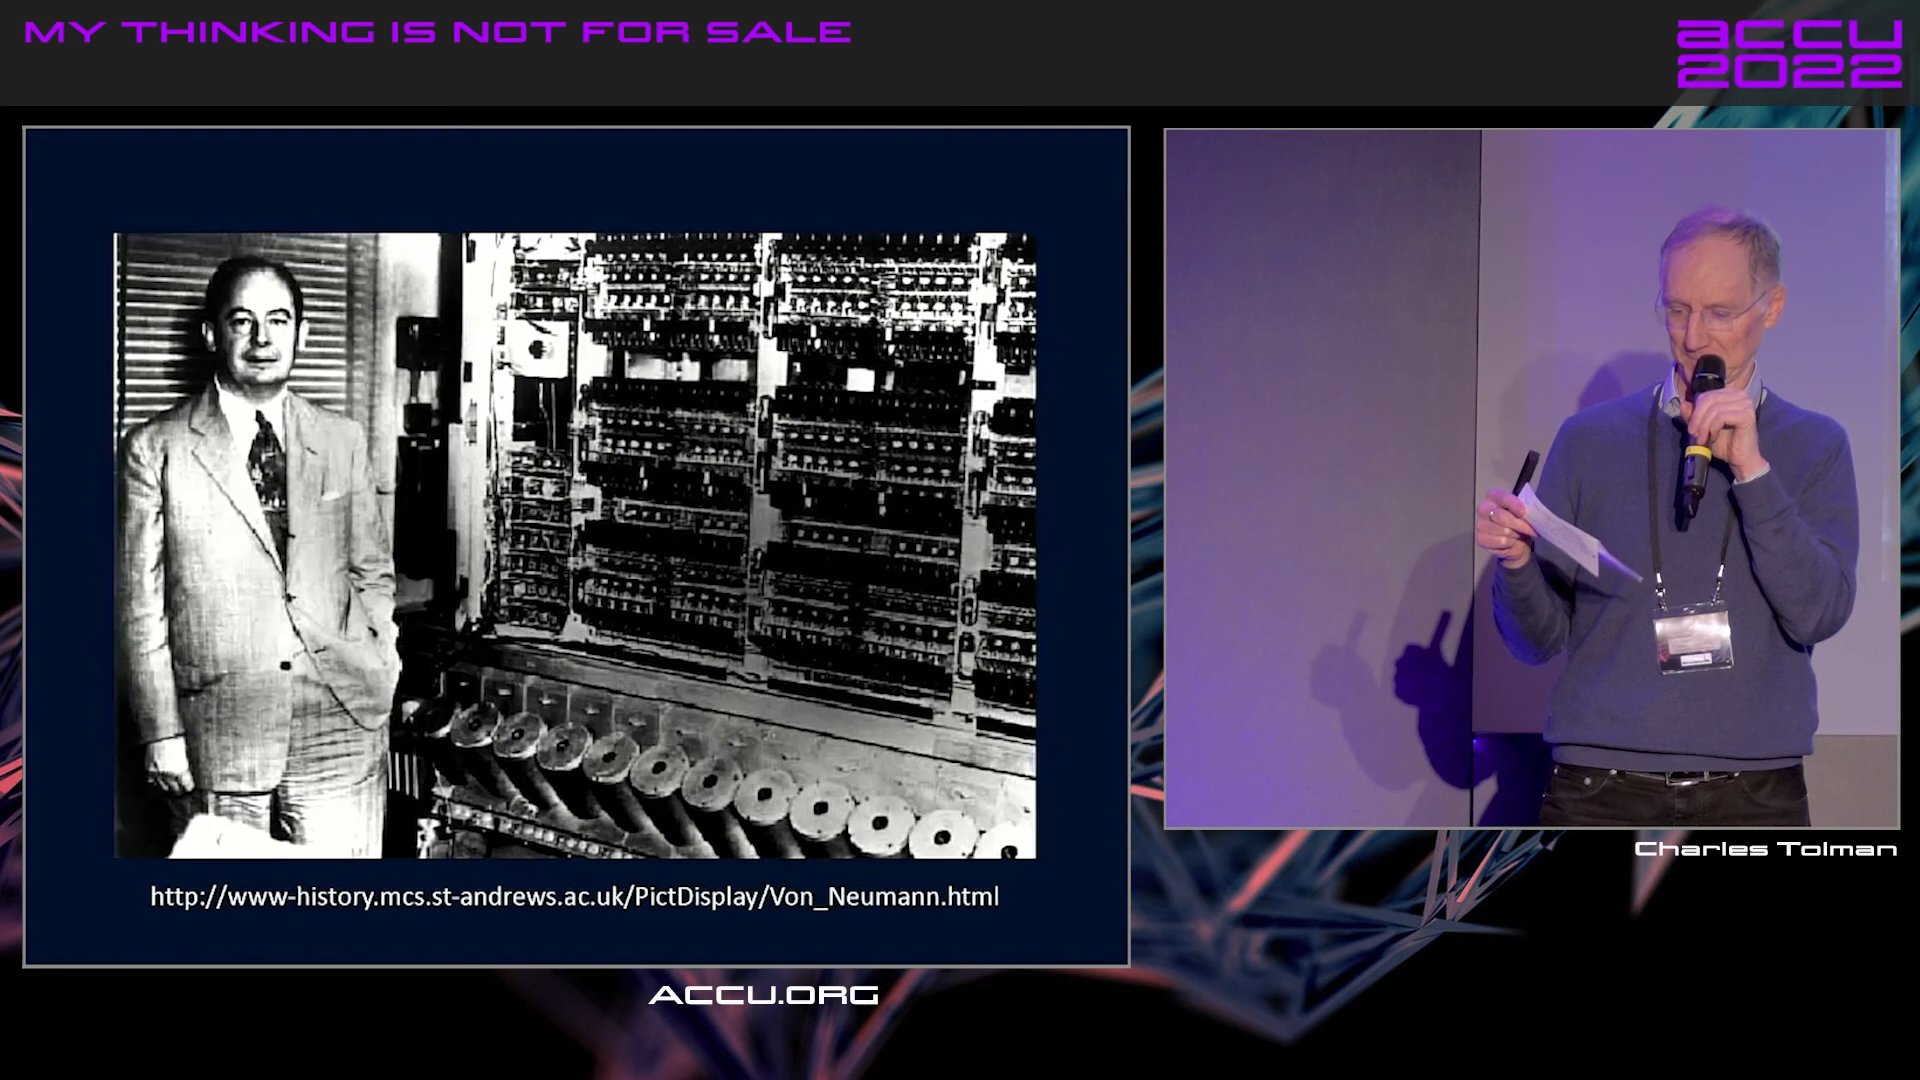 MY THINKING IS NOT FOR SALE
accu
2022
http://www-history.mcs.st-andrews.ac.uk/PictDisplay/Von_Neumann.html
Charles Tolman
ACCU.ORG